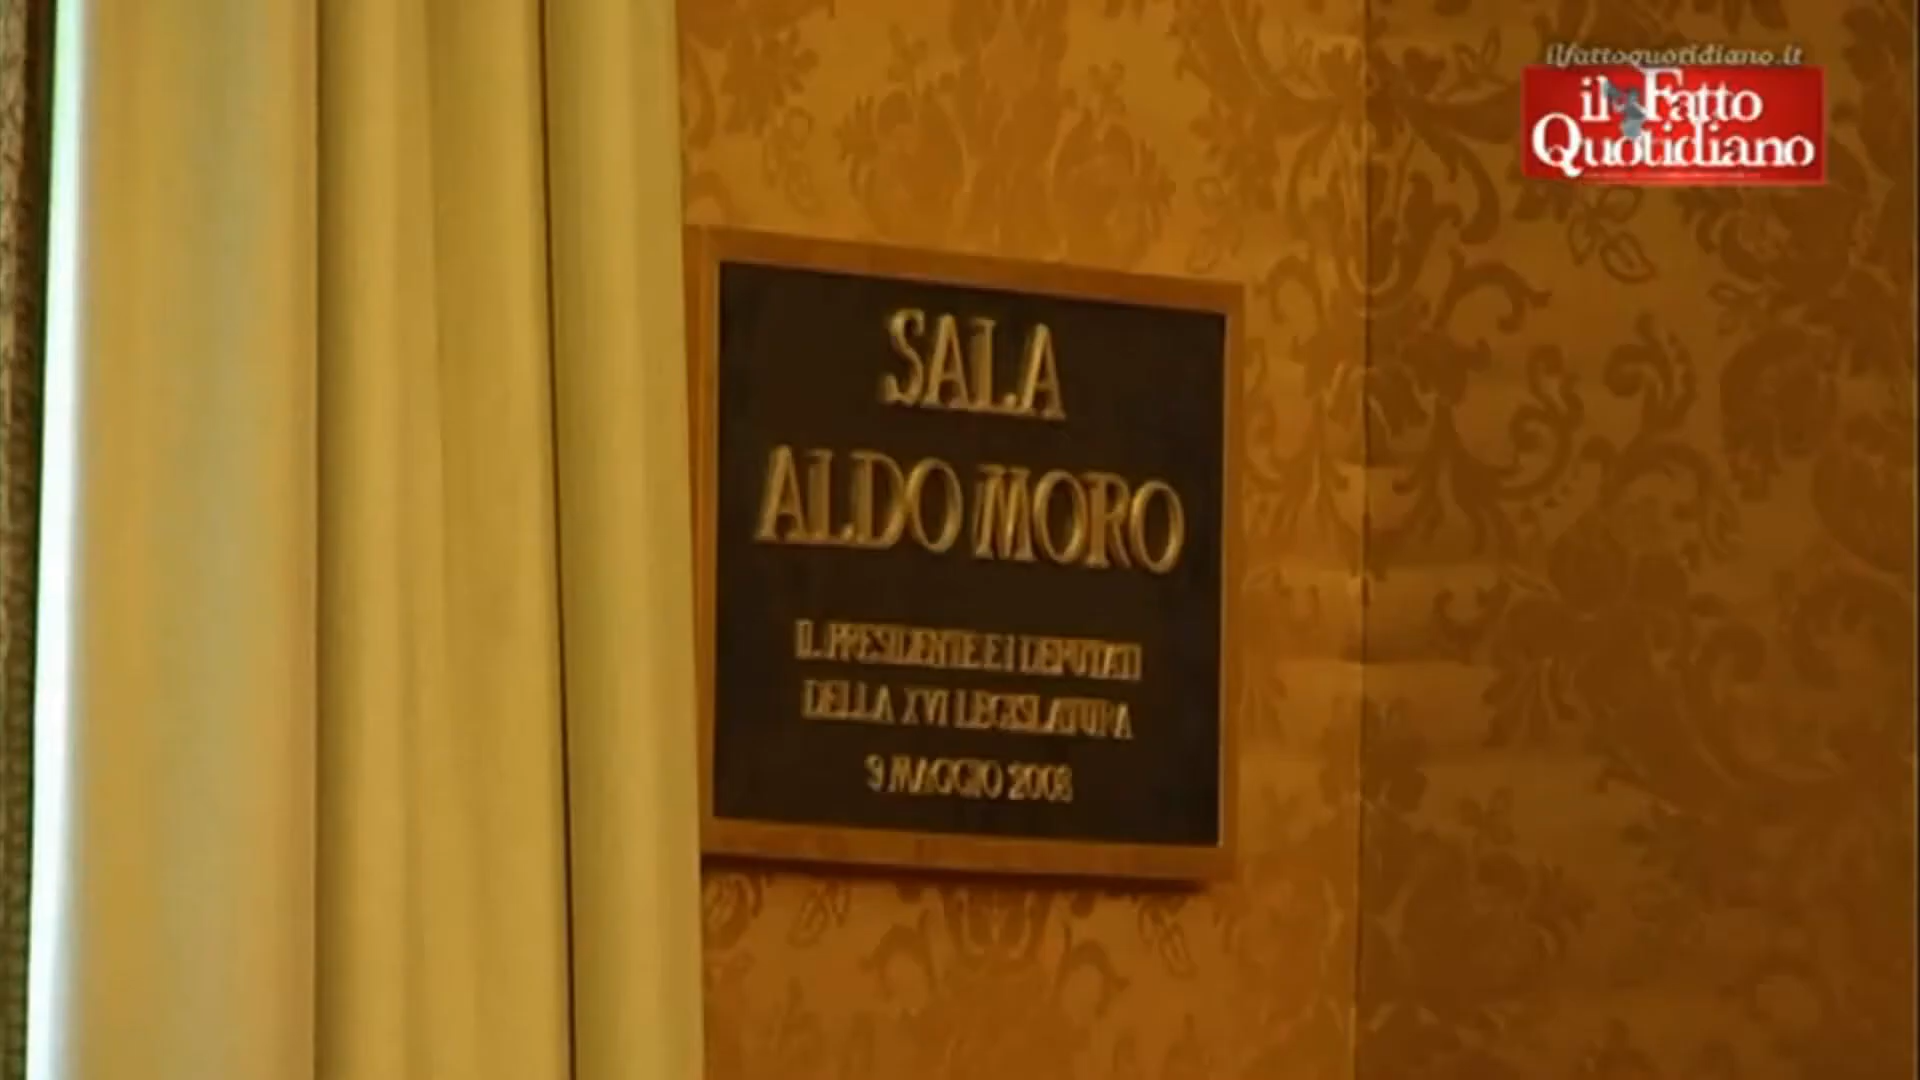 ilfattoquotidiano.it
il Fatto
Quotidiano
SALA
ALDO MORO
IL PRESIDENTE E I DEPUTATI
DELLA XVI LEGISLATURA
9 MAGGIO 2008